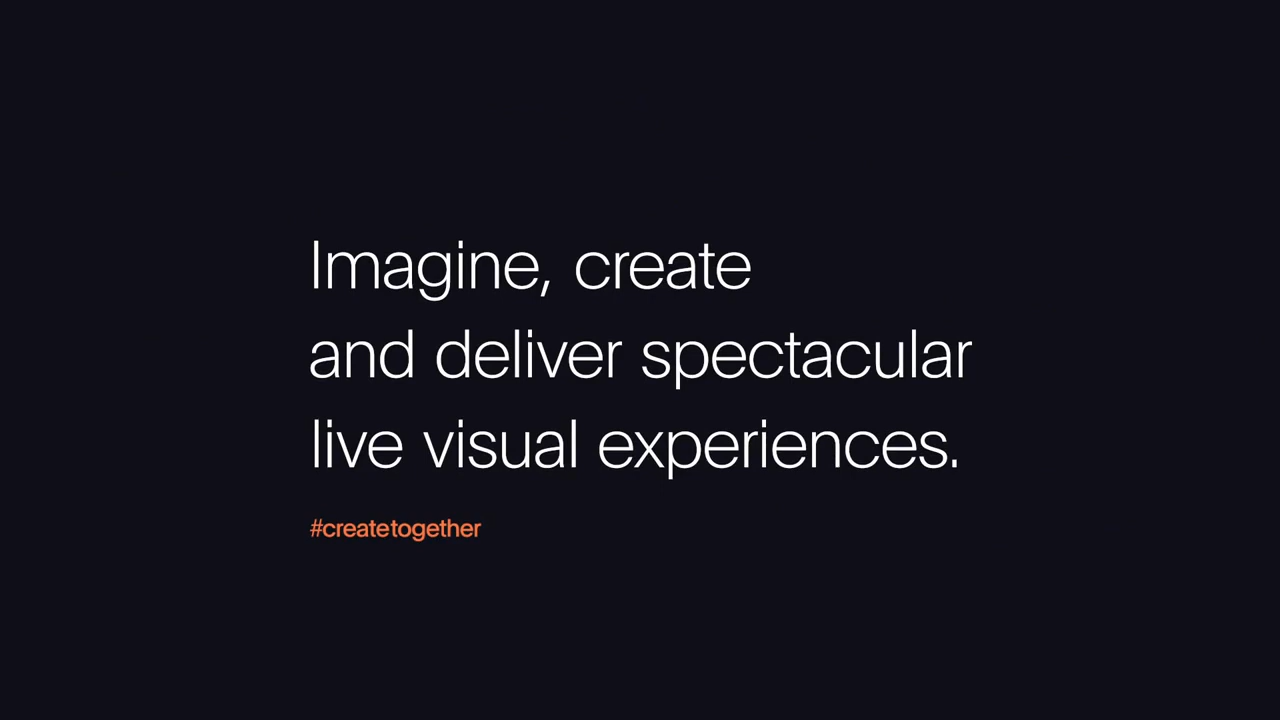 Imagine, create
and deliver spectacular
live visual experiences.
#createtogether